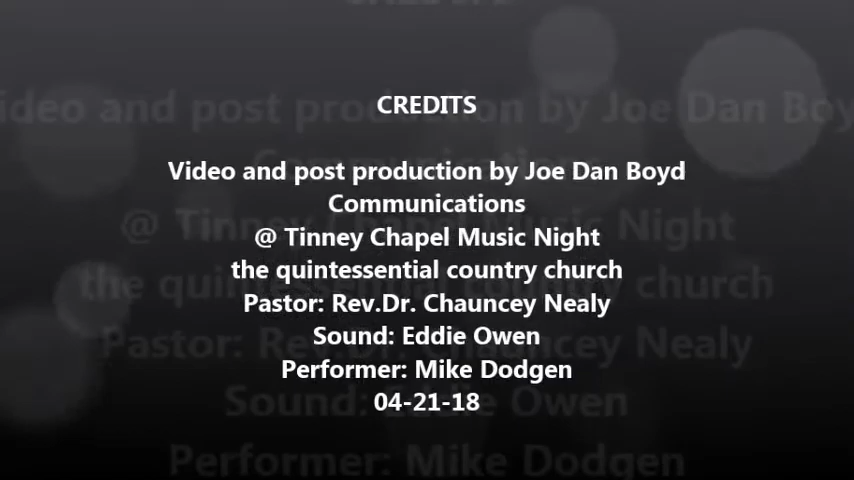 CREDITS
Video and post production by Joe Dan Boyd
Communications
@ Tinney Chapel Music Night
the quintessential country church
Pastor: Rev.Dr. Chauncey Nealy
Sound: Eddie Owen
Performer: Mike Dodgen
04-21-18